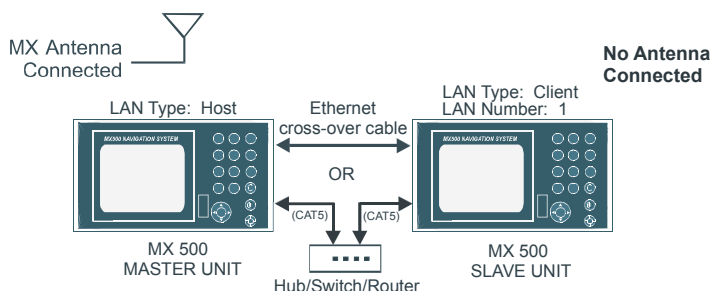 MX Antenna
Connected
No Antenna
Connected
LAN Type: Host
Ethernet
cross-over cable
LAN Type: Client
LAN Number: 1
MX500 NAVIGATION SYSTEM
MX500 NAVIGATION SYSTEM
OR
(CAT5)
(CAT5)
MX 500
MASTER UNIT
MX 500
SLAVE UNIT
Hub/Switch/Router